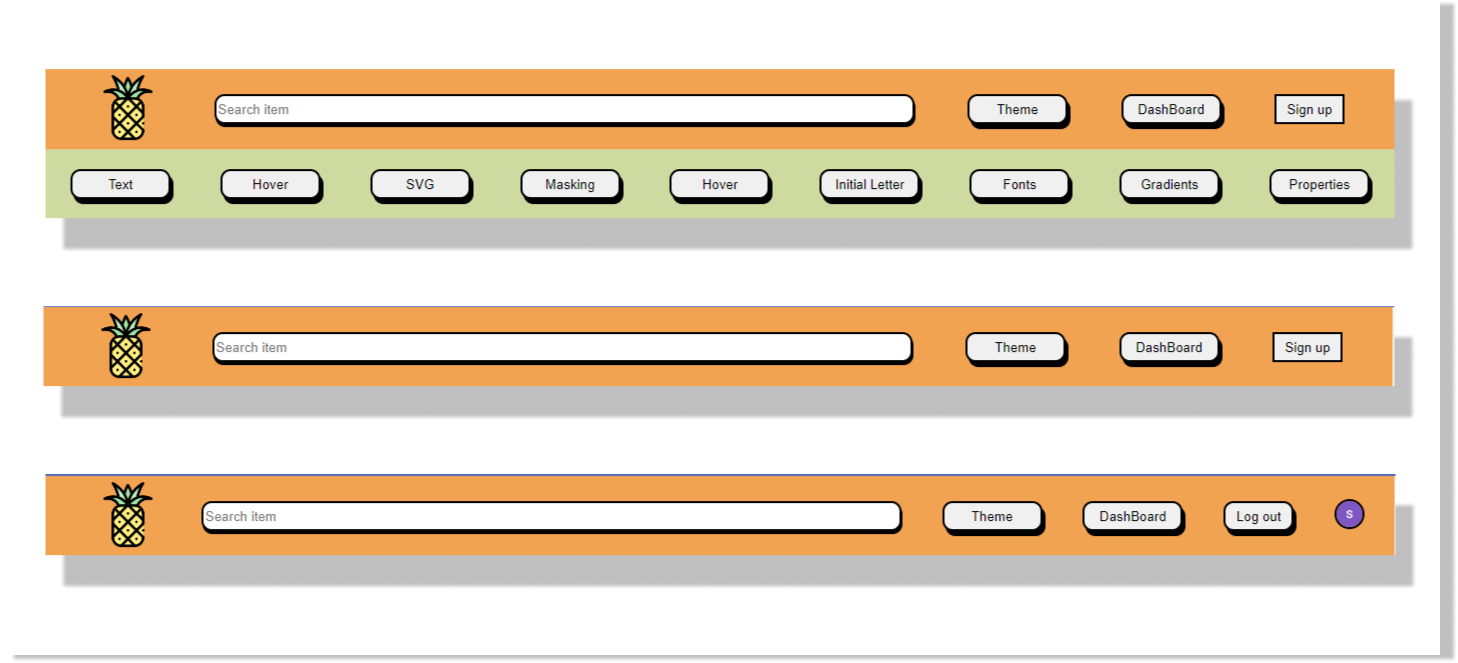 Search item Theme DashBoard Sign up
Text Hover SVG Masking Hover Initial Letter Fonts Gradients Properties
Search item Theme DashBoard Sign up
Search item Theme DashBoard Log out s